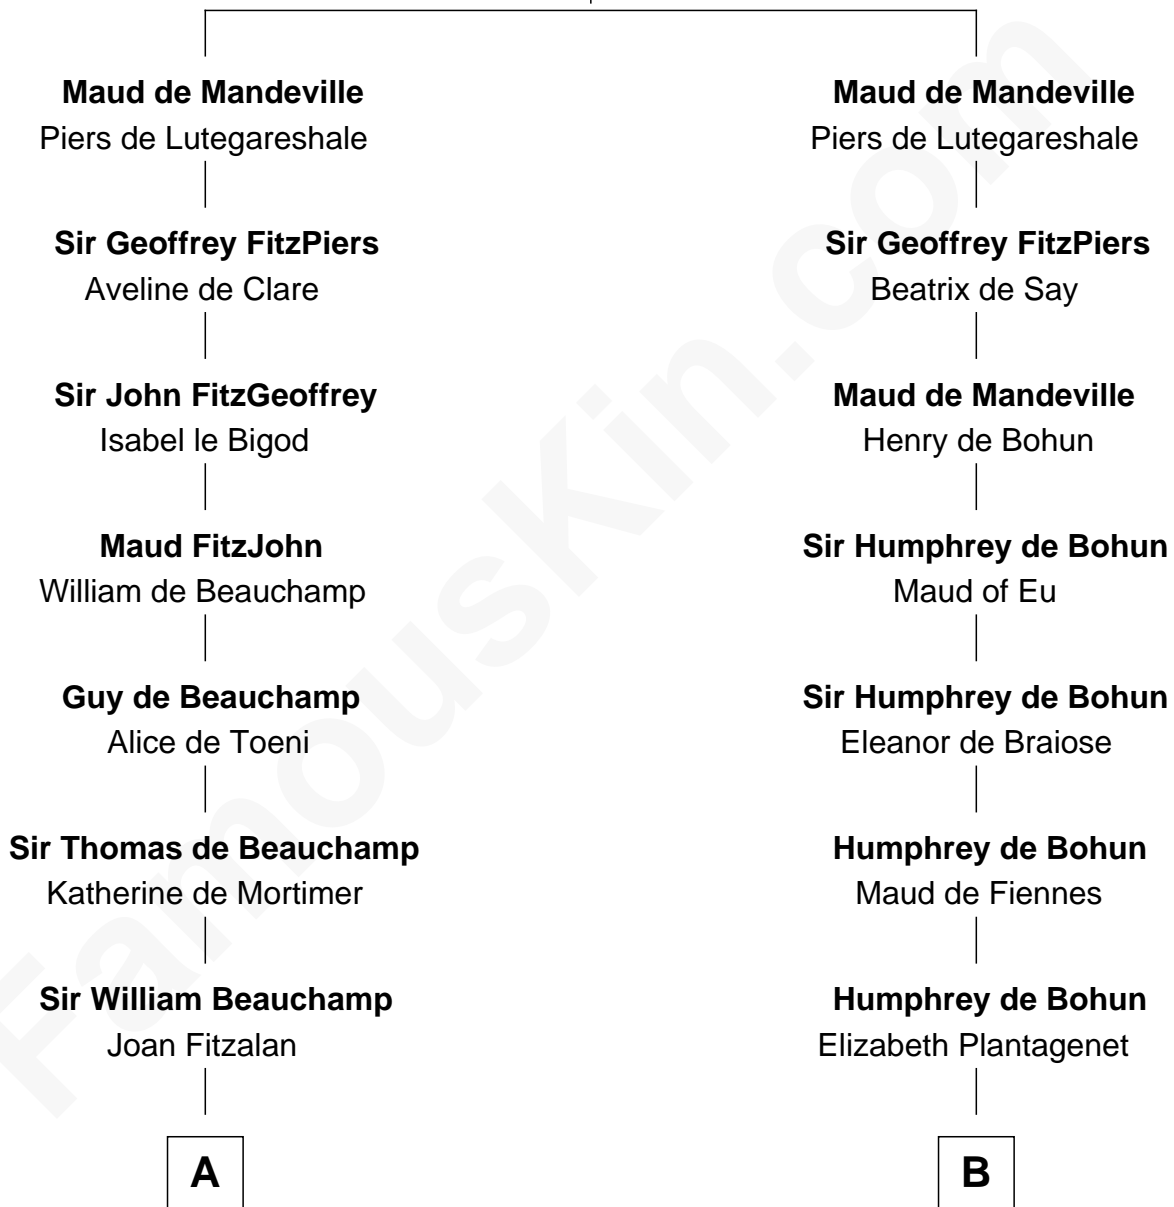 Maud de Mandeville
Piers de Lutegareshale
Sir Geoffrey FitzPiers
Aveline de Clare
Sir John FitzGeoffrey
Isabel le Bigod
Maud FitzJohn
William de Beauchamp
Guy de Beauchamp
Alice de Toeni
Sir Thomas de Beauchamp
Katherine de Mortimer
Sir William Beauchamp
Joan Fitzalan
A
Maud de Mandeville
Piers de Lutegareshale
Sir Geoffrey FitzPiers
Beatrix de Say
Maud de Mandeville
Henry de Bohun
Sir Humphrey de Bohun
Maud of Eu
Sir Humphrey de Bohun
Eleanor de Braiose
Humphrey de Bohun
Maud de Fiennes
Humphrey de Bohun
Elizabeth Plantagenet
B
FamousKin.com